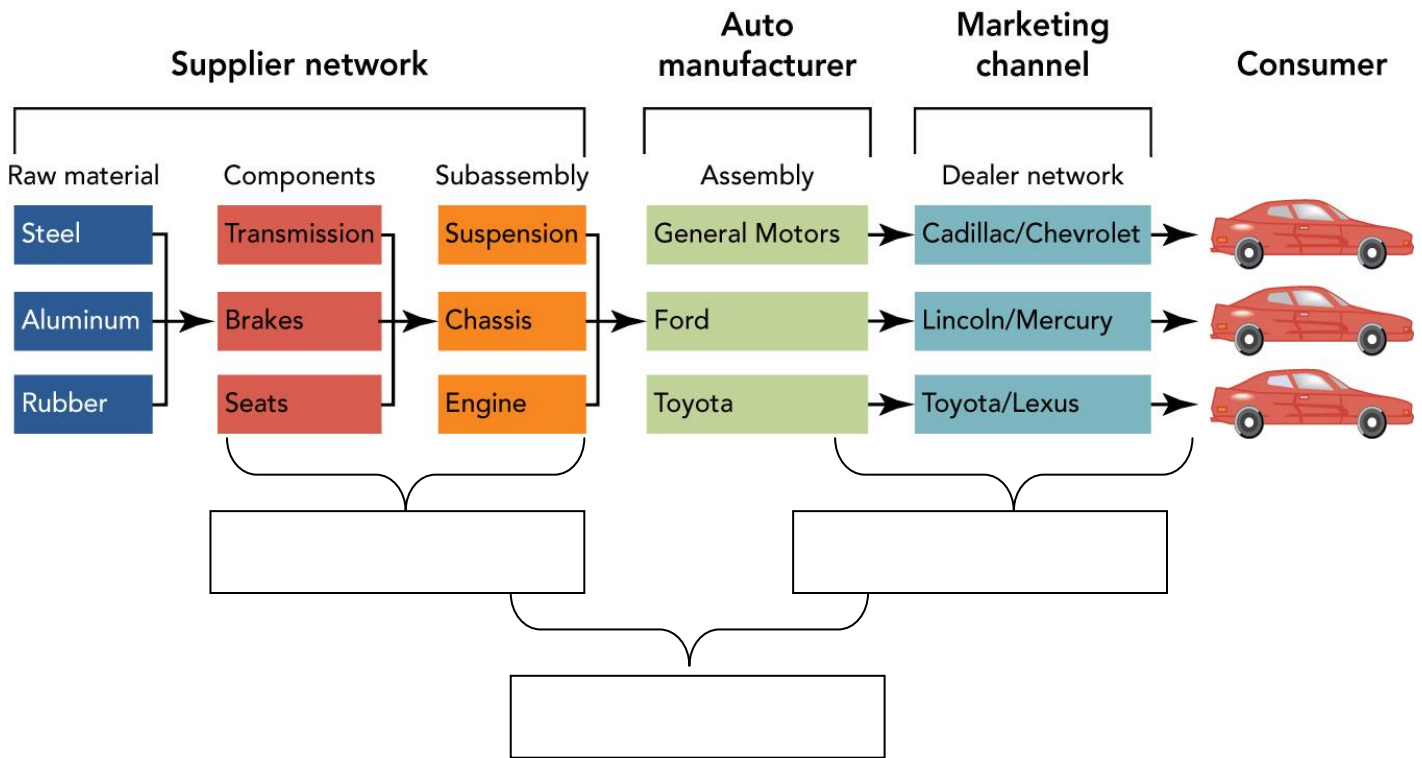 Supplier network
Auto
manufacturer
Marketing
channel
Consumer
Raw material
Components
Subassembly
Assembly
Dealer network
Steel
Transmission
Suspension
General Motors
Cadillac/Chevrolet
Aluminum
Brakes
Chassis
Ford
Lincoln/Mercury
Rubber
Seats
Engine
Toyota
Toyota/Lexus